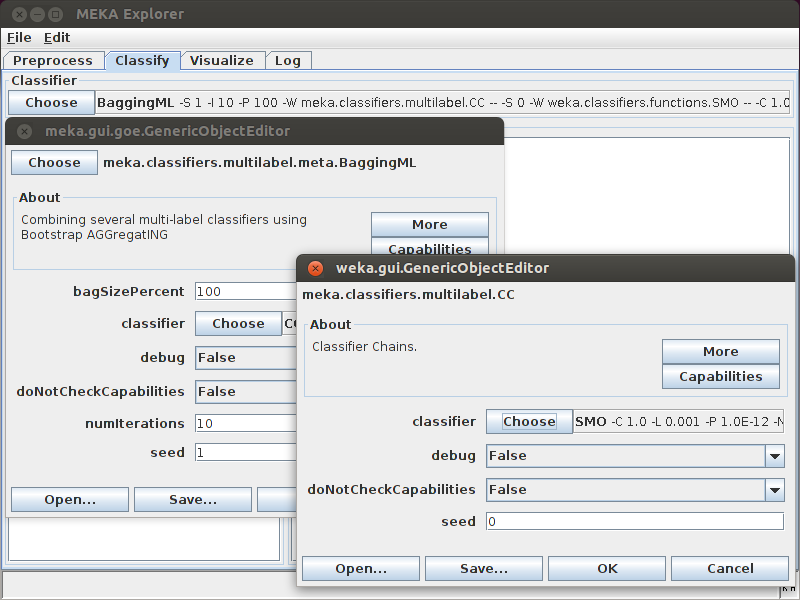 MEKA Explorer
File Edit
Preprocess Classify Visualize Log
Classifier
Choose BaggingML -S 1 -I 10 -P 100 -W meka.classifiers.multilabel.CC -- -S 0 -W weka.classifiers.functions.SMO -- -C 1.0
meka.gui.goe.GenericObjectEditor
Choose meka.classifiers.multilabel.meta.BaggingML
About
Combining several multi-label classifiers using
Bootstrap AGGregatING
More
Capabilities
bagSizePercent 100
classifier Choose
debug False
doNotCheckCapabilities False
numIterations 10
seed 1
Open... Save...
weka.gui.GenericObjectEditor
meka.classifiers.multilabel.CC
About
Classifier Chains.
More
Capabilities
classifier Choose SMO -C 1.0 -L 0.001 -P 1.0E-12 -N
debug False
doNotCheckCapabilities False
seed 0
Open... Save... OK Cancel